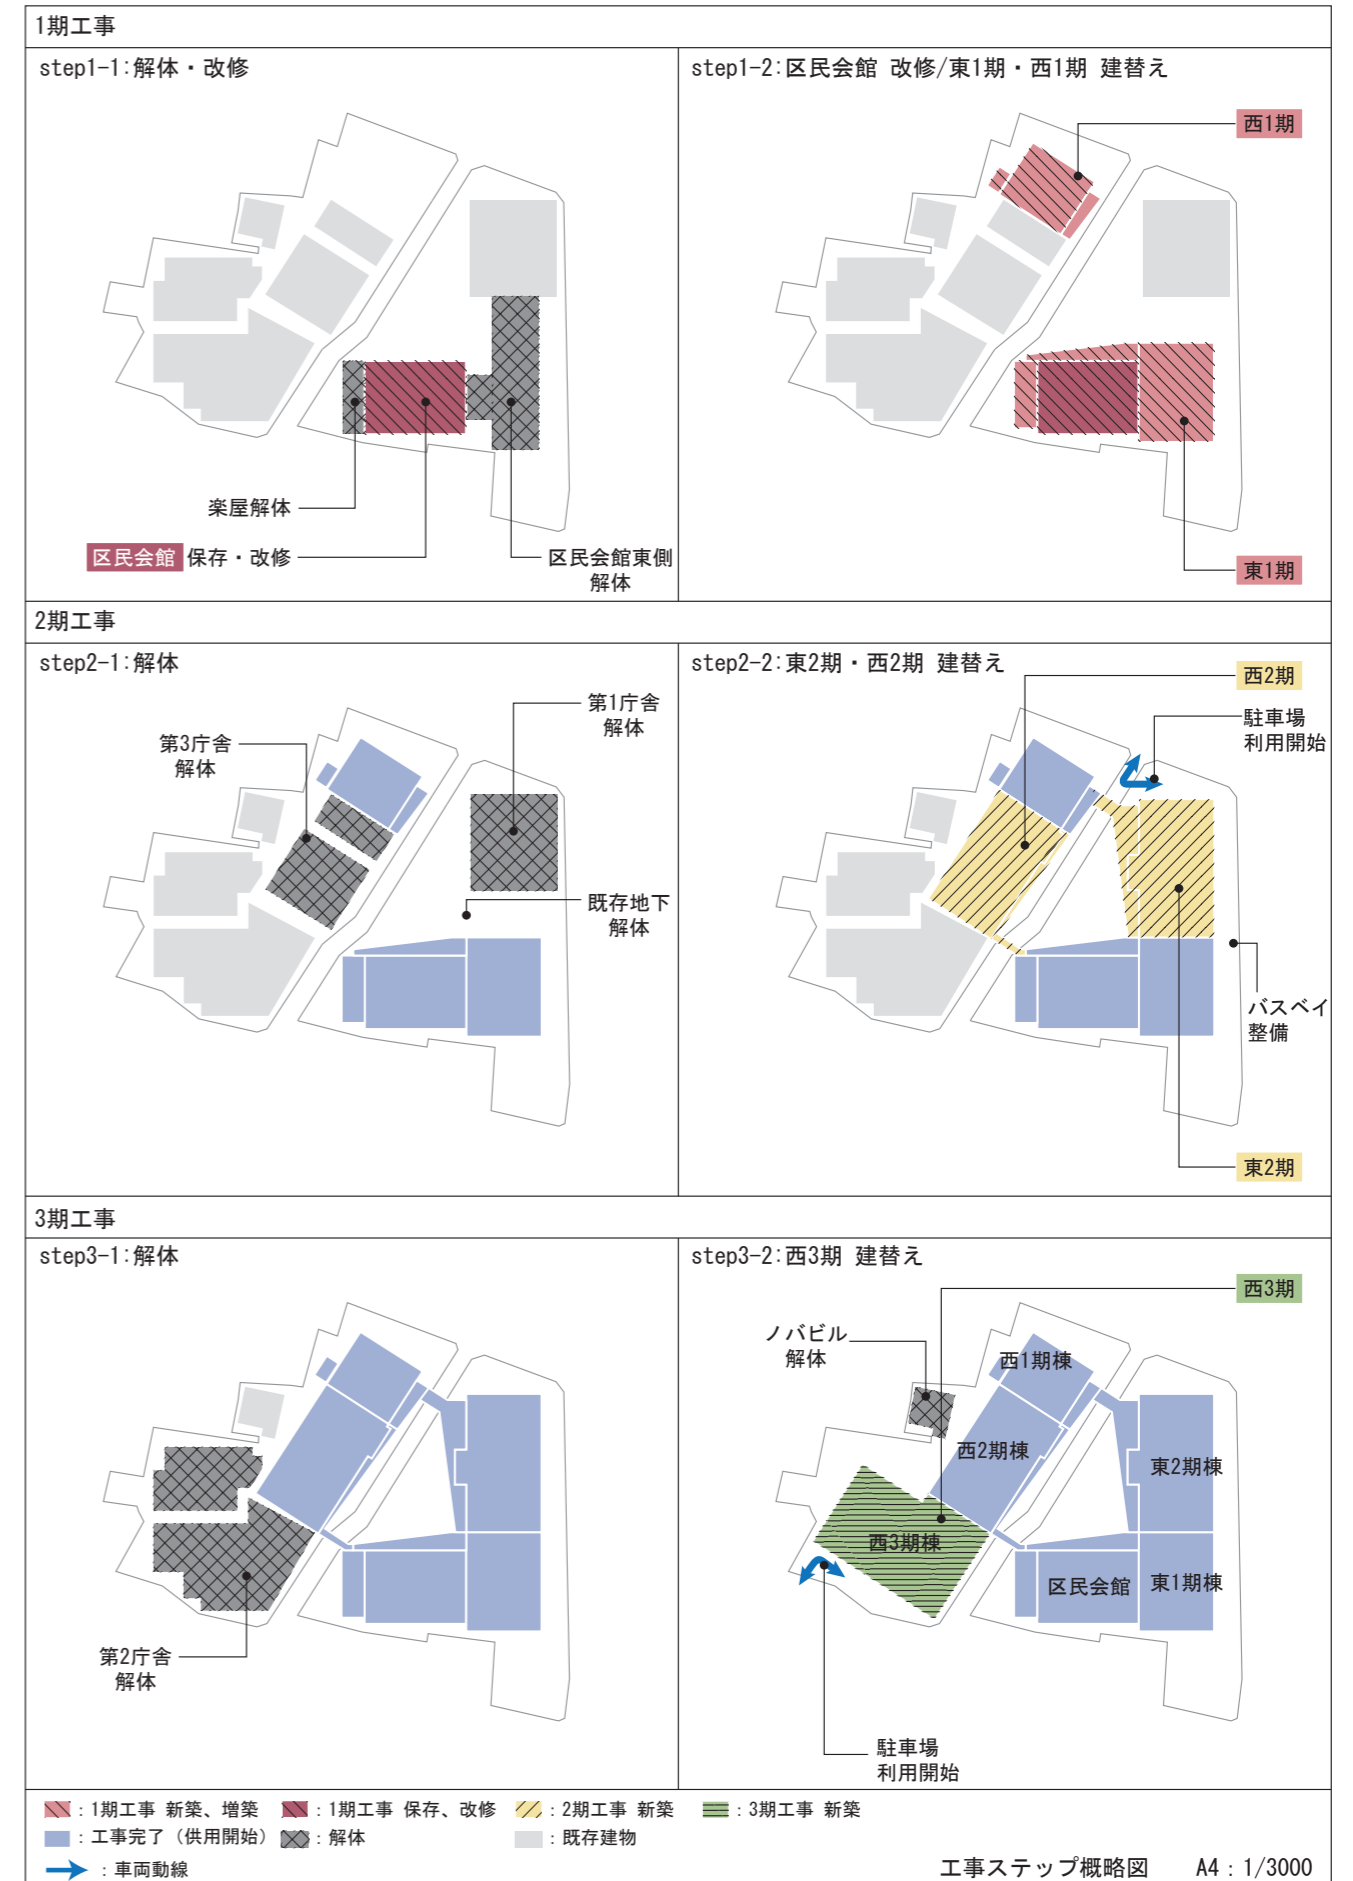 1期工事
step1-1:解体・改修
楽屋解体
区民会館 保存・改修
区民会館東側
解体
step1-2:区民会館 改修/東1期・西1期 建替え
西1期
東1期
2期工事
step2-1:解体
第1庁舎
解体
第3庁舎
解体
既存地下
解体
step2-2:東2期・西2期 建替え
西2期
駐車場
利用開始
バスベイ
整備
東2期
3期工事
step3-1:解体
第2庁舎
解体
step3-2:西3期 建替え
西3期
ノバビル
解体
西1期棟
西2期棟
東2期棟
西3期棟
区民会館
東1期棟
駐車場
利用開始
:1期工事 新築、増築
:1期工事 保存、改修
:2期工事 新築
:3期工事 新築
:工事完了（供用開始）
:解体
:既存建物
:車両動線
工事ステップ概略図 A4：1/3000